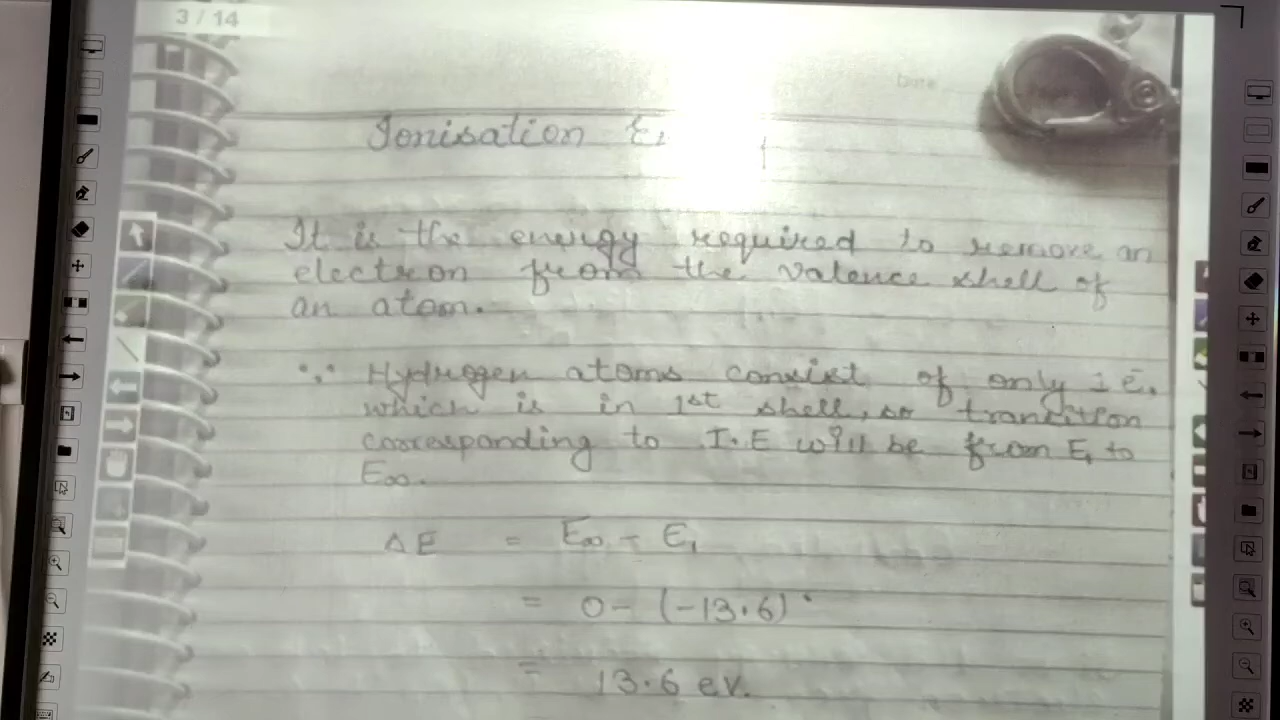 3 / 14
Date
Ionisation
It is the energy required to remove an
electron from the valence shell of
an atom.
∵ Hydrogen atoms consist of only 1 ē.
which is in 1st shell, so transition
corresponding to I.E will be from E₁ to
E∞.
ΔE = E∞ - E₁
= 0 - (-13.6)
= 13.6 ev.